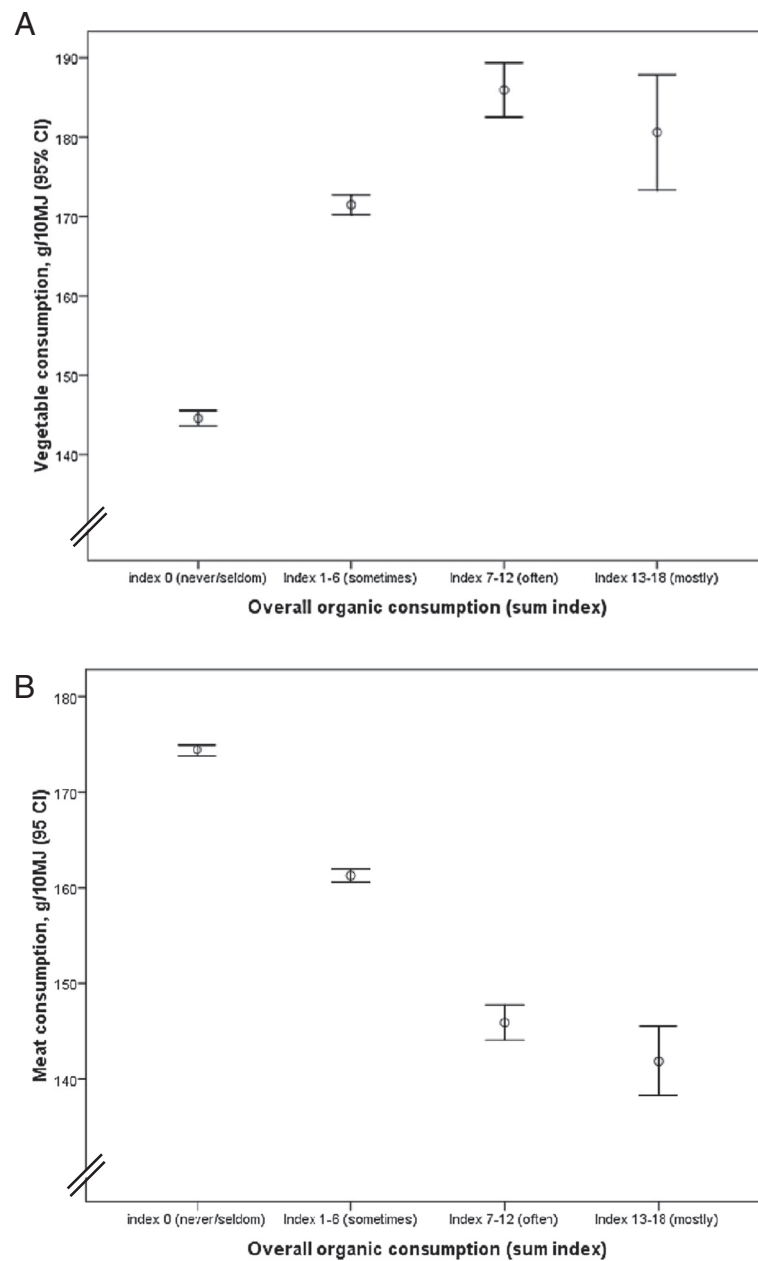 A
Vegetable consumption, g/10MJ (95% CI)
190
180
170
160
150
140
index 0 (never/seldom) Index 1-6 (sometimes) Index 7-12 (often) Index 13-18 (mostly)
Overall organic consumption (sum index)
B
Meat consumption, g/10MJ (95 CI)
180
170
160
150
140
index 0 (never/seldom) Index 1-6 (sometimes) Index 7-12 (often) Index 13-18 (mostly)
Overall organic consumption (sum index)